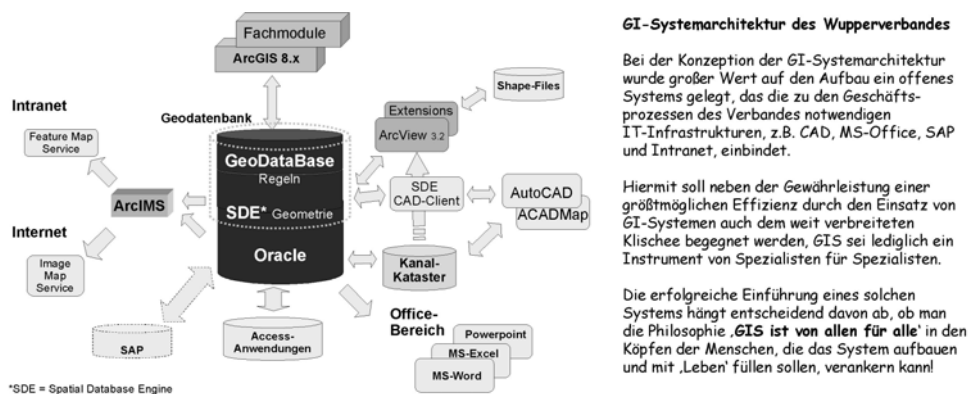 Fachmodule
ArcGIS 8.x
Intranet
Feature Map
Service
ArcIMS
Internet
Image
Map
Service
Geodatenbank
GeoDataBase
Regeln
SDE* Geometrie
Oracle
Shape-Files
Extensions
ArcView 3.2
SDE
CAD-Client
AutoCAD
ACADMap
Kanal-
Kataster
SAP
Access-
Anwendungen
Office-
Bereich
Powerpoint
MS-Excel
MS-Word
*SDE = Spatial Database Engine
GI-Systemarchitektur des Wupperverbandes
Bei der Konzeption der GI-Systemarchitektur
wurde großer Wert auf den Aufbau ein offenes
Systems gelegt, das die zu den Geschäfts-
prozessen des Verbandes notwendigen
IT-Infrastrukturen, z.B. CAD, MS-Office, SAP
und Intranet, einbindet.
Hiermit soll neben der Gewährleistung einer
größtmöglichen Effizienz durch den Einsatz von
GI-Systemen auch dem weit verbreiteten
Klischee begegnet werden, GIS sei lediglich ein
Instrument von Spezialisten für Spezialisten.
Die erfolgreiche Einführung eines solchen
Systems hängt entscheidend davon ab, ob man
die Philosophie ‚GIS ist von allen für alle‘ in den
Köpfen der Menschen, die das System aufbauen
und mit ‚Leben‘ füllen sollen, verankern kann!